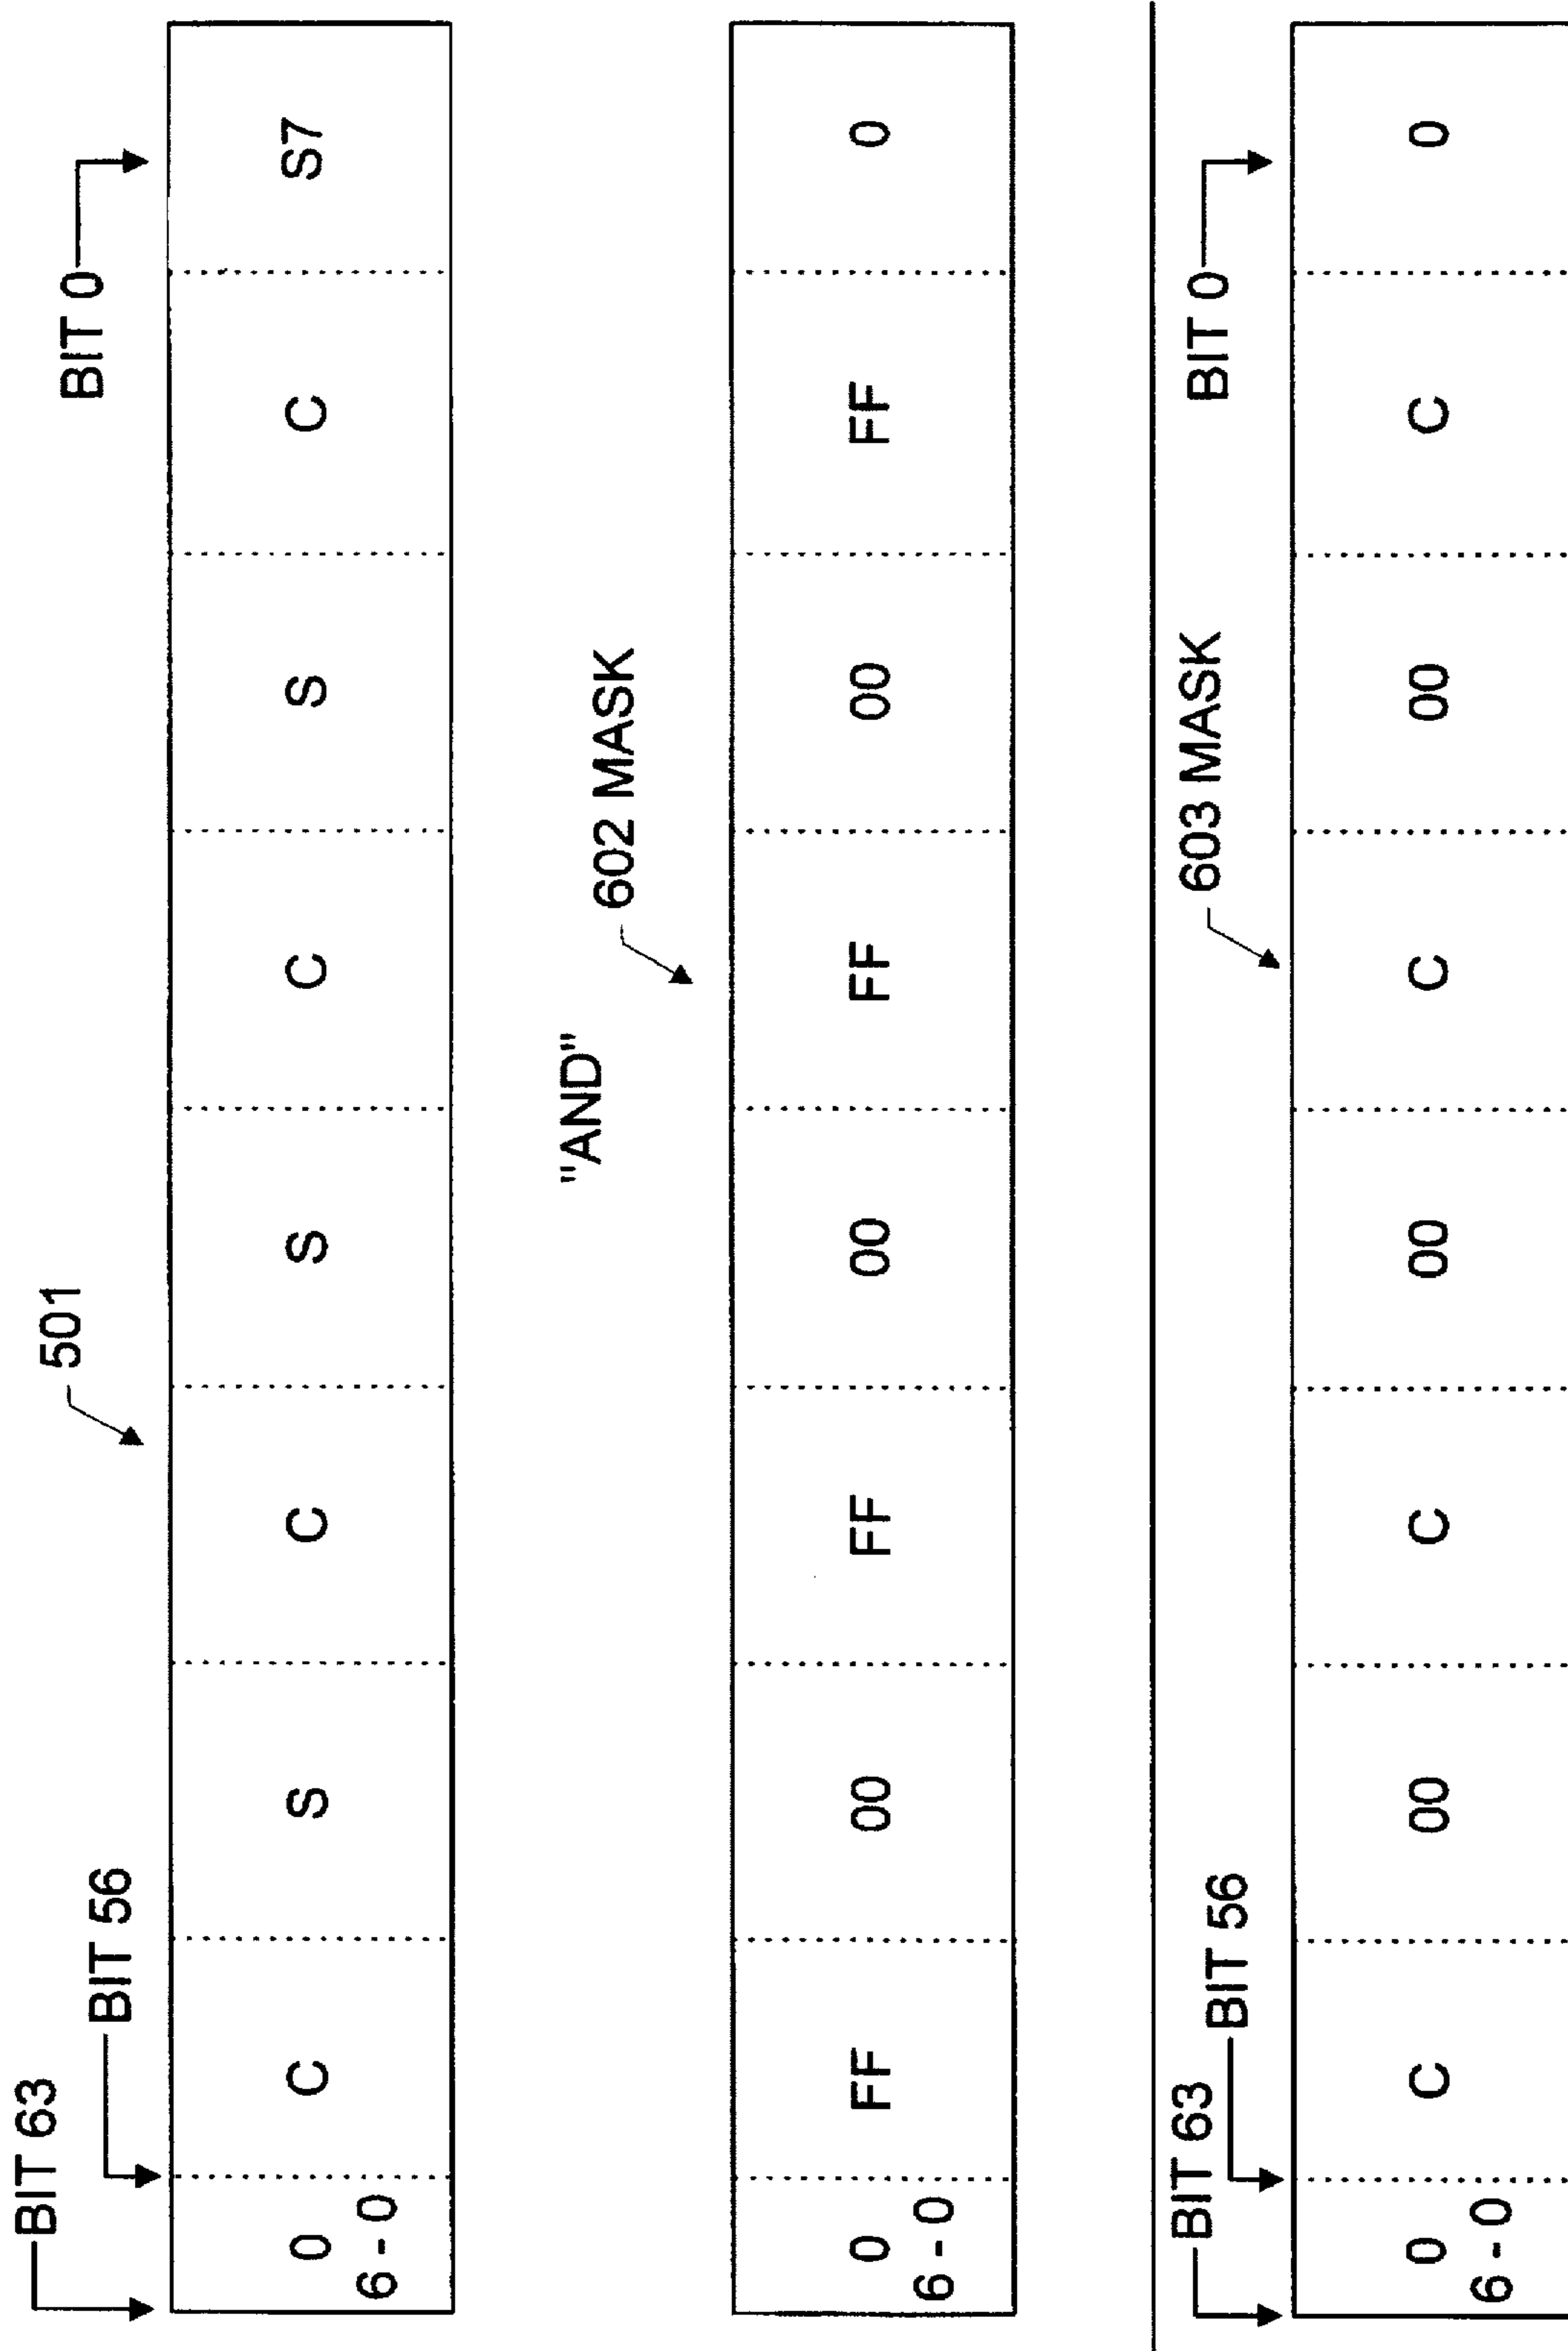 501
BIT 63
BIT 56
BIT 0
0 C S C S C S C S7
6 - 0
"AND"
602 MASK
0 FF 00 FF 00 FF 00 FF 0
6 - 0
603 MASK
BIT 63
BIT 56
BIT 0
0 C 00 C 00 C 00 C 0
6 - 0